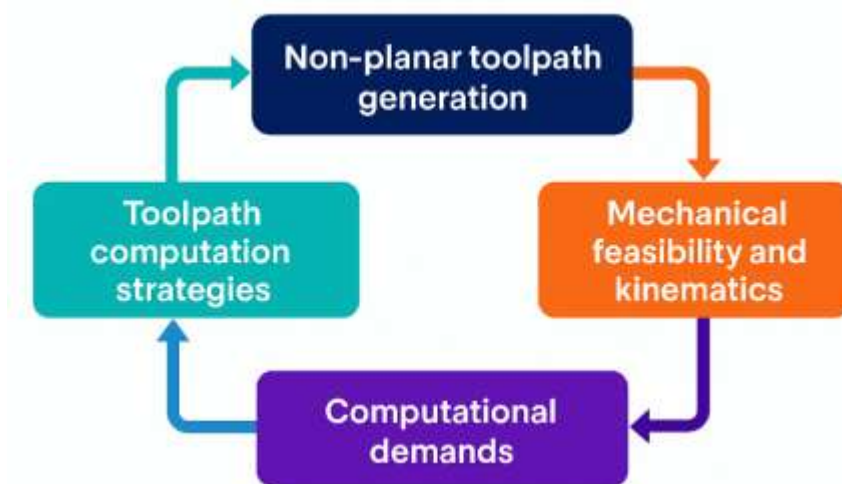 Non-planar toolpath
generation
Toolpath
computation
strategies
Mechanical
feasibility and
kinematics
Computational
demands